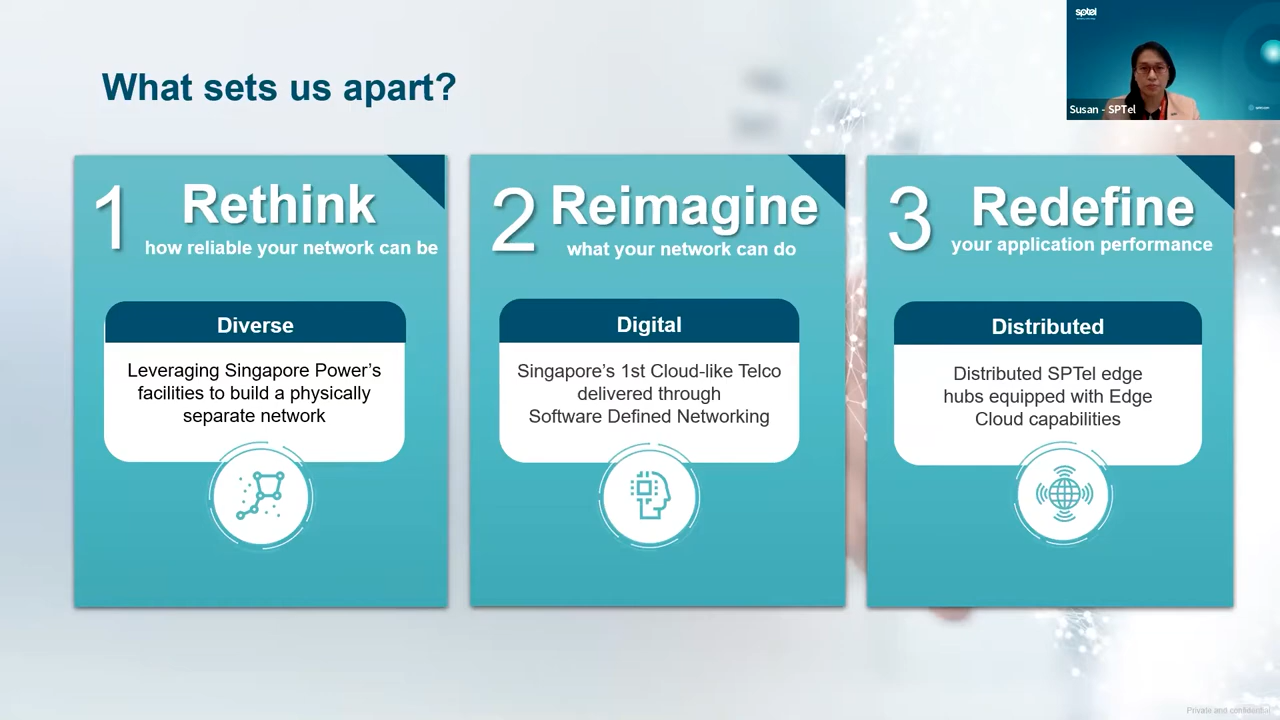 What sets us apart?
sptel
Susan - SPTel
1
Rethink
how reliable your network can be
Diverse
Leveraging Singapore Power’s
facilities to build a physically
separate network
2
Reimagine
what your network can do
Digital
Singapore’s 1st Cloud-like Telco
delivered through
Software Defined Networking
3
Redefine
your application performance
Distributed
Distributed SPTel edge
hubs equipped with Edge
Cloud capabilities
Private and confidential